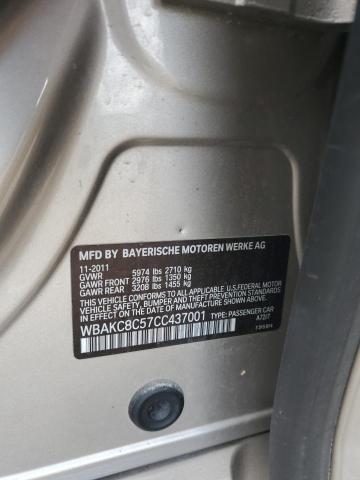 MFD BY BAYERISCHE MOTOREN WERKE AG
11-2011
GVWR 5974 lbs 2710 kg
GAWR FRONT 2976 lbs 1350 kg
GAWR REAR 3208 lbs 1455 kg
THIS VEHICLE CONFORMS TO ALL APPLICABLE U.S. FEDERAL MOTOR
VEHICLE SAFETY, BUMPER, AND THEFT PREVENTION STANDARDS
IN EFFECT ON THE DATE OF MANUFACTURE SHOWN ABOVE.
WBAKC8C57CC437001 TYPE: PASSENGER CAR